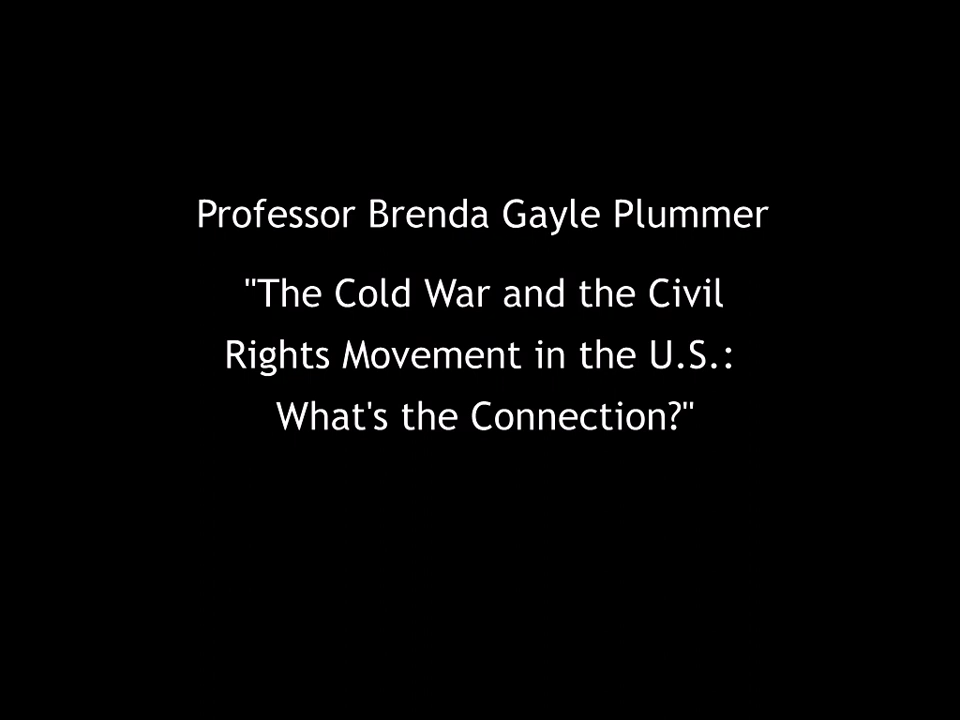 Professor Brenda Gayle Plummer
"The Cold War and the Civil
Rights Movement in the U.S.:
What's the Connection?"